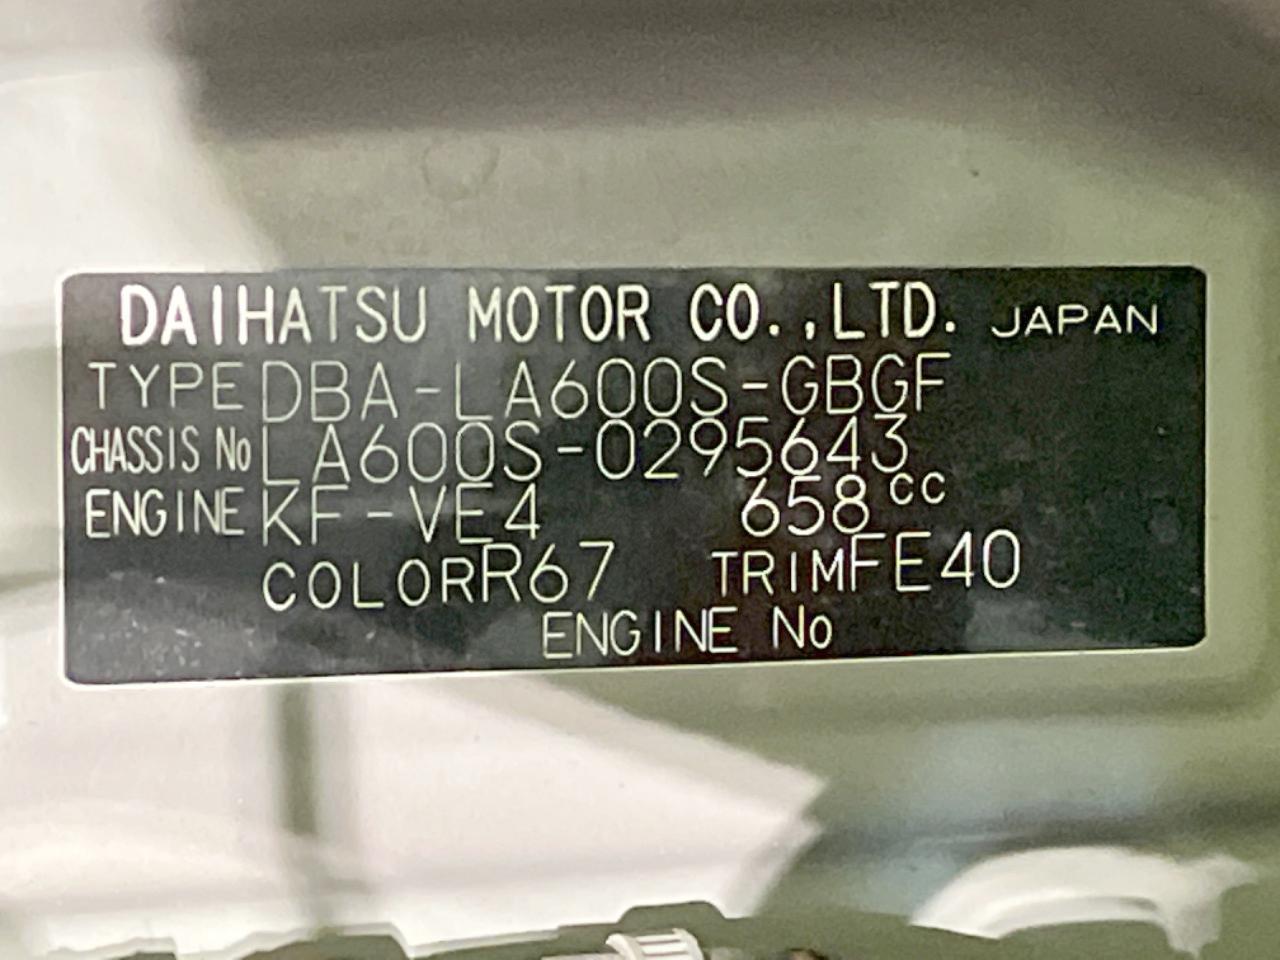 DAIHATSU MOTOR CO.,LTD. JAPAN
TYPE DBA-LA600S-GBGF
CHASSIS No LA600S-0295643
ENGINE KF-VE4 658 cc
COLOR R67 TRIM FE40
ENGINE No